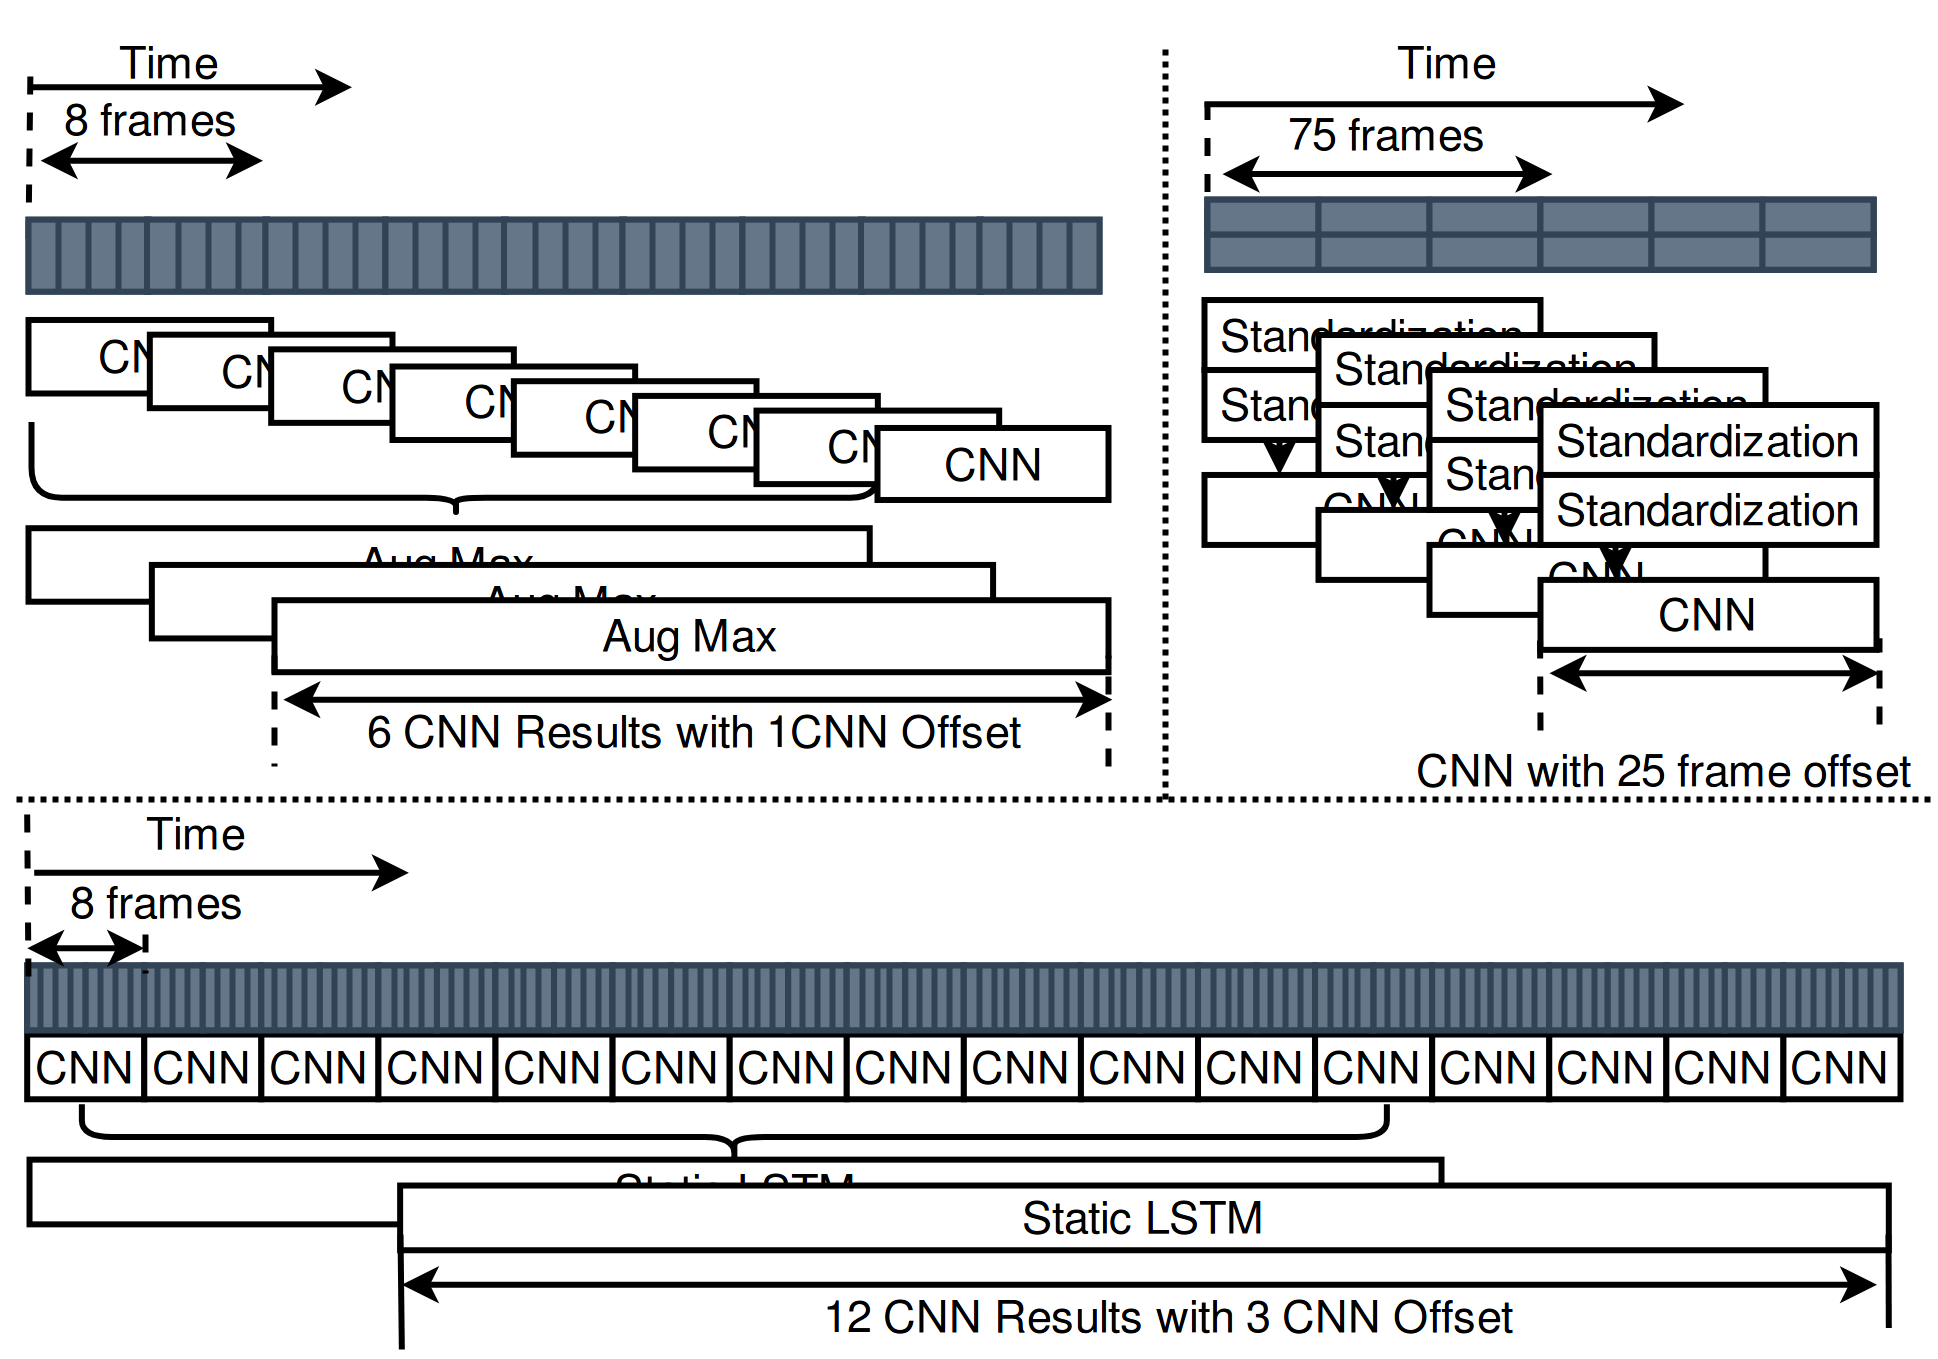 Time
8 frames
CN
CN
CN
CN
CN
CN
CN
CNN
Aug Max
Aug Max
Aug Max
6 CNN Results with 1CNN Offset
Time
75 frames
Standardization
Standardization
Standardization
Standardization
Stan
Stan
Stan
Standardization
CNN
CNN
CNN
CNN
CNN with 25 frame offset
Time
8 frames
CNN CNN CNN CNN CNN CNN CNN CNN CNN CNN CNN CNN CNN CNN CNN CNN
Static LSTM
Static LSTM
12 CNN Results with 3 CNN Offset